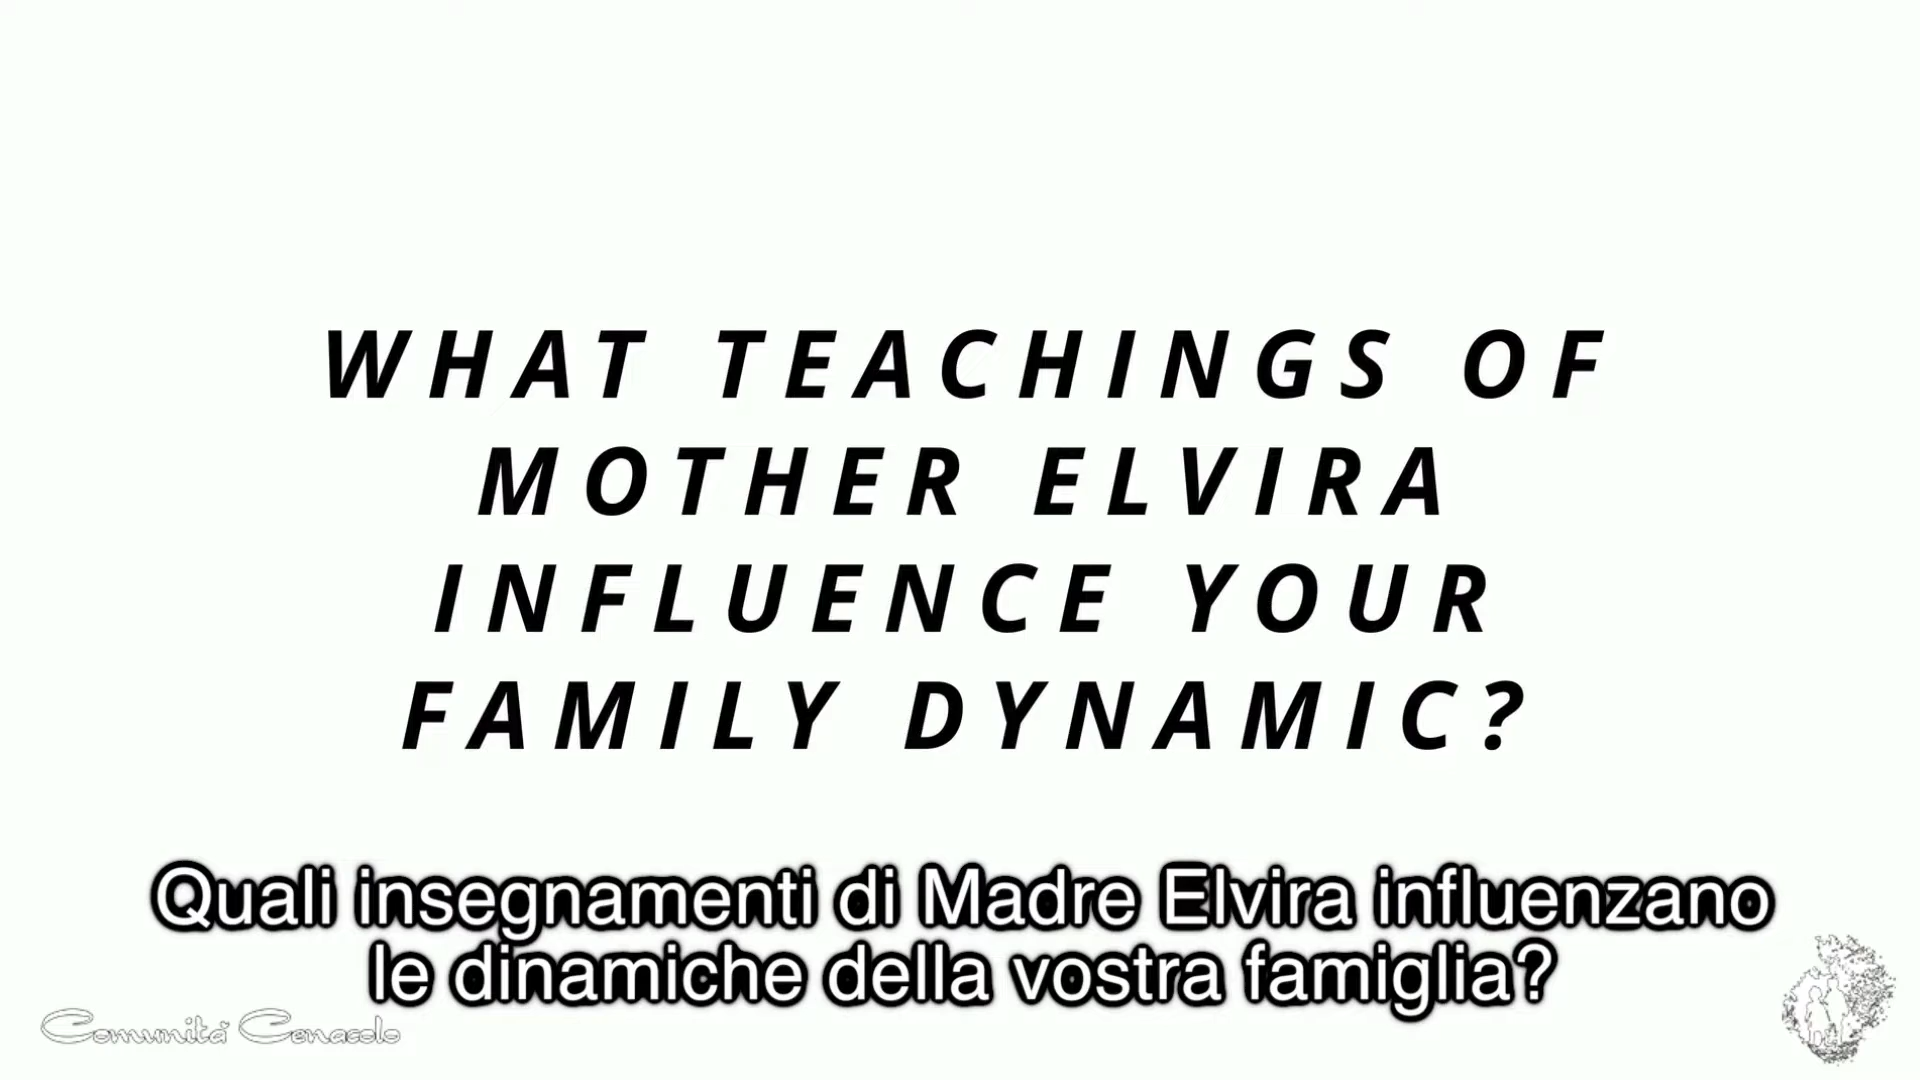 WHAT TEACHINGS OF
MOTHER ELVIRA
INFLUENCE YOUR
FAMILY DYNAMIC?
Quali insegnamenti di Madre Elvira influenzano
le dinamiche della vostra famiglia?
Comunità Cenacolo